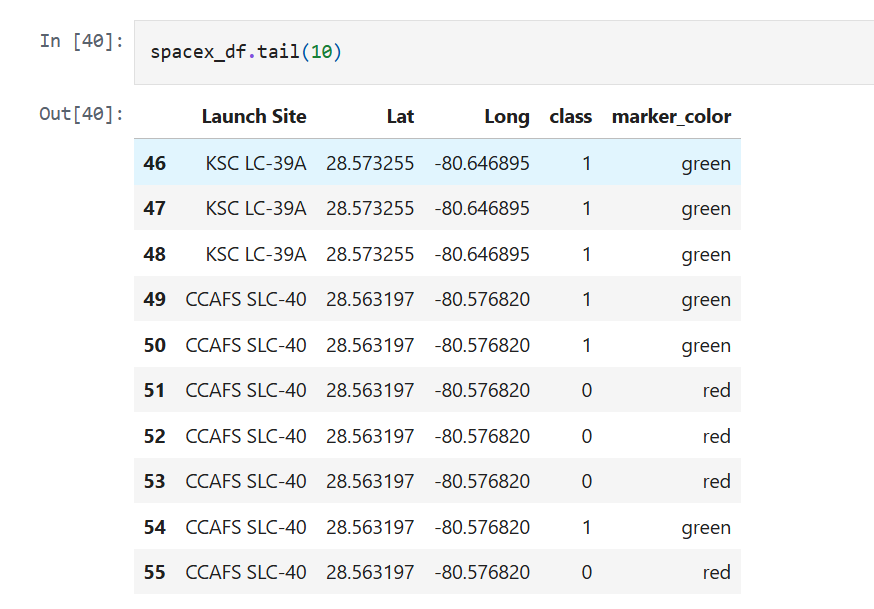 In [40]: spacex_df.tail(10)
Out[40]:
Launch Site Lat Long class marker_color
46 KSC LC-39A 28.573255 -80.646895 1 green
47 KSC LC-39A 28.573255 -80.646895 1 green
48 KSC LC-39A 28.573255 -80.646895 1 green
49 CCAFS SLC-40 28.563197 -80.576820 1 green
50 CCAFS SLC-40 28.563197 -80.576820 1 green
51 CCAFS SLC-40 28.563197 -80.576820 0 red
52 CCAFS SLC-40 28.563197 -80.576820 0 red
53 CCAFS SLC-40 28.563197 -80.576820 0 red
54 CCAFS SLC-40 28.563197 -80.576820 1 green
55 CCAFS SLC-40 28.563197 -80.576820 0 red